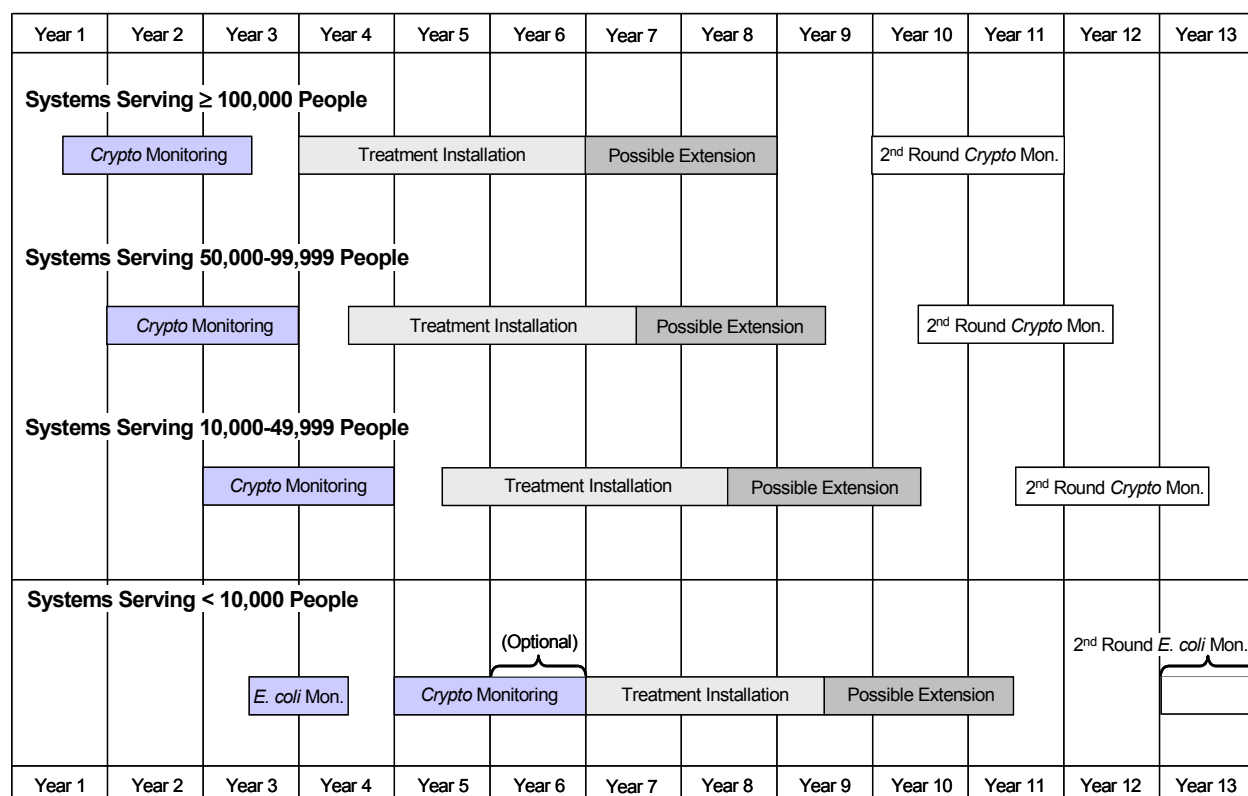 Year 1 Year 2 Year 3 Year 4 Year 5 Year 6 Year 7 Year 8 Year 9 Year 10 Year 11 Year 12 Year 13
Systems Serving ≥ 100,000 People
Crypto Monitoring Treatment Installation Possible Extension 2nd Round Crypto Mon.
Systems Serving 50,000-99,999 People
Crypto Monitoring Treatment Installation Possible Extension 2nd Round Crypto Mon.
Systems Serving 10,000-49,999 People
Crypto Monitoring Treatment Installation Possible Extension 2nd Round Crypto Mon.
Systems Serving < 10,000 People
(Optional) 2nd Round E. coli Mon.
E. coli Mon. Crypto Monitoring Treatment Installation Possible Extension
Year 1 Year 2 Year 3 Year 4 Year 5 Year 6 Year 7 Year 8 Year 9 Year 10 Year 11 Year 12 Year 13